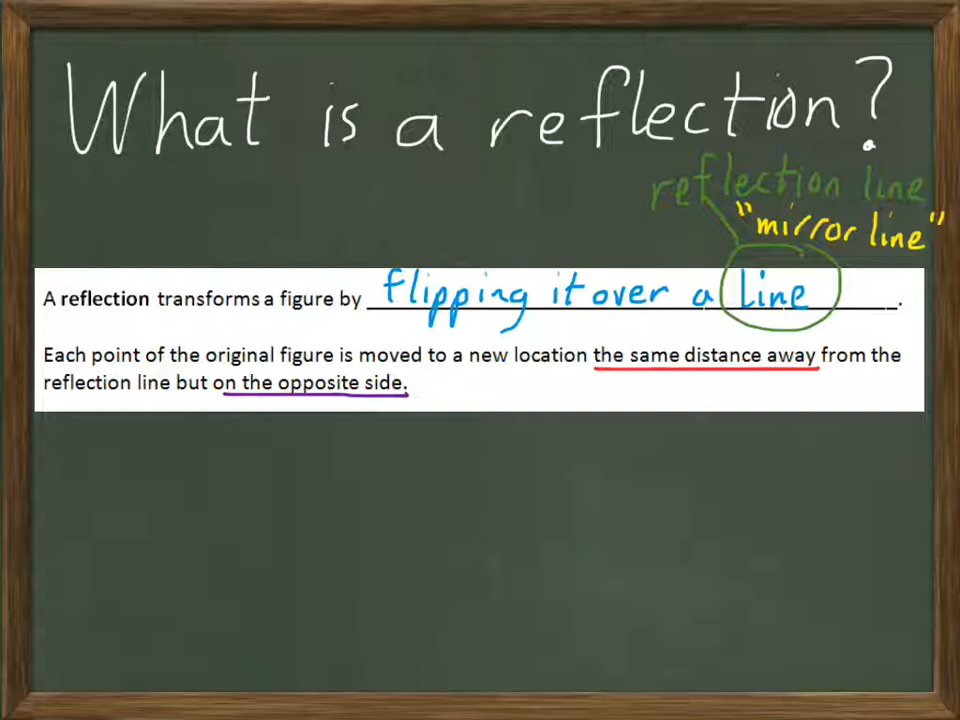 What is a reflection?
reflection line
"mirror line"
A reflection transforms a figure by flipping it over a line.
Each point of the original figure is moved to a new location the same distance away from the
reflection line but on the opposite side.